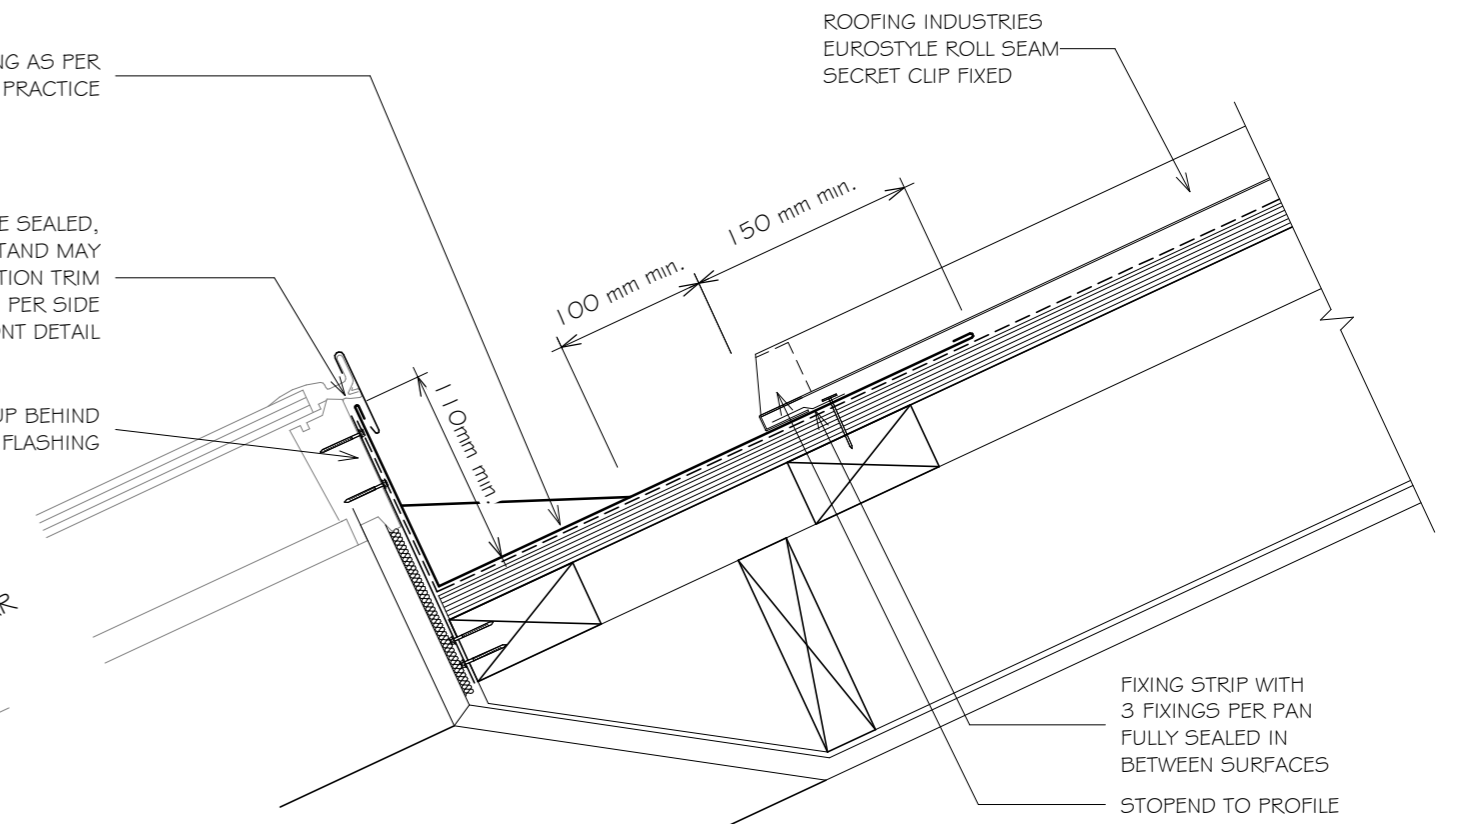 ROOFING INDUSTRIES
EUROSTYLE ROLL SEAM
SECRET CLIP FIXED
NG AS PER
PRACTICE
E SEALED,
TAND MAY
TION TRIM
PER SIDE
ONT DETAIL
UP BEHIND
FLASHING
150 mm min.
100 mm min.
110mm min.
FIXING STRIP WITH
3 FIXINGS PER PAN
FULLY SEALED IN
BETWEEN SURFACES
STOPEND TO PROFILE